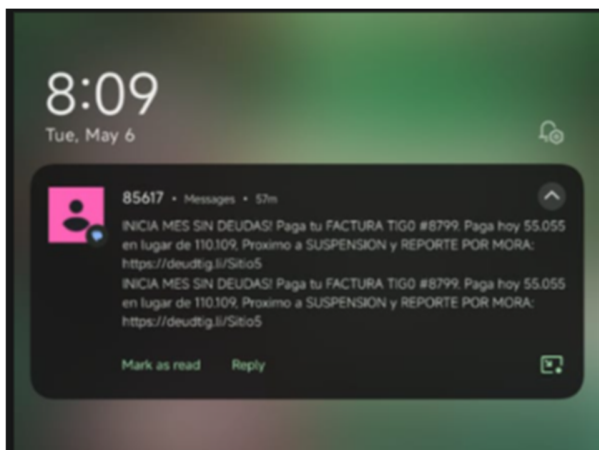 8:09
Tue, May 6
85617 • Messages • 57m
INICIA MES SIN DEUDAS! Paga tu FACTURA TIGO #8799. Paga hoy 55.055
en lugar de 110.109, Proximo a SUSPENSION y REPORTE POR MORA:
https://deudtig.li/Sitio5
INICIA MES SIN DEUDAS! Paga tu FACTURA TIGO #8799. Paga hoy 55.055
en lugar de 110.109, Proximo a SUSPENSION y REPORTE POR MORA:
https://deudtig.li/Sitio5
Mark as read Reply